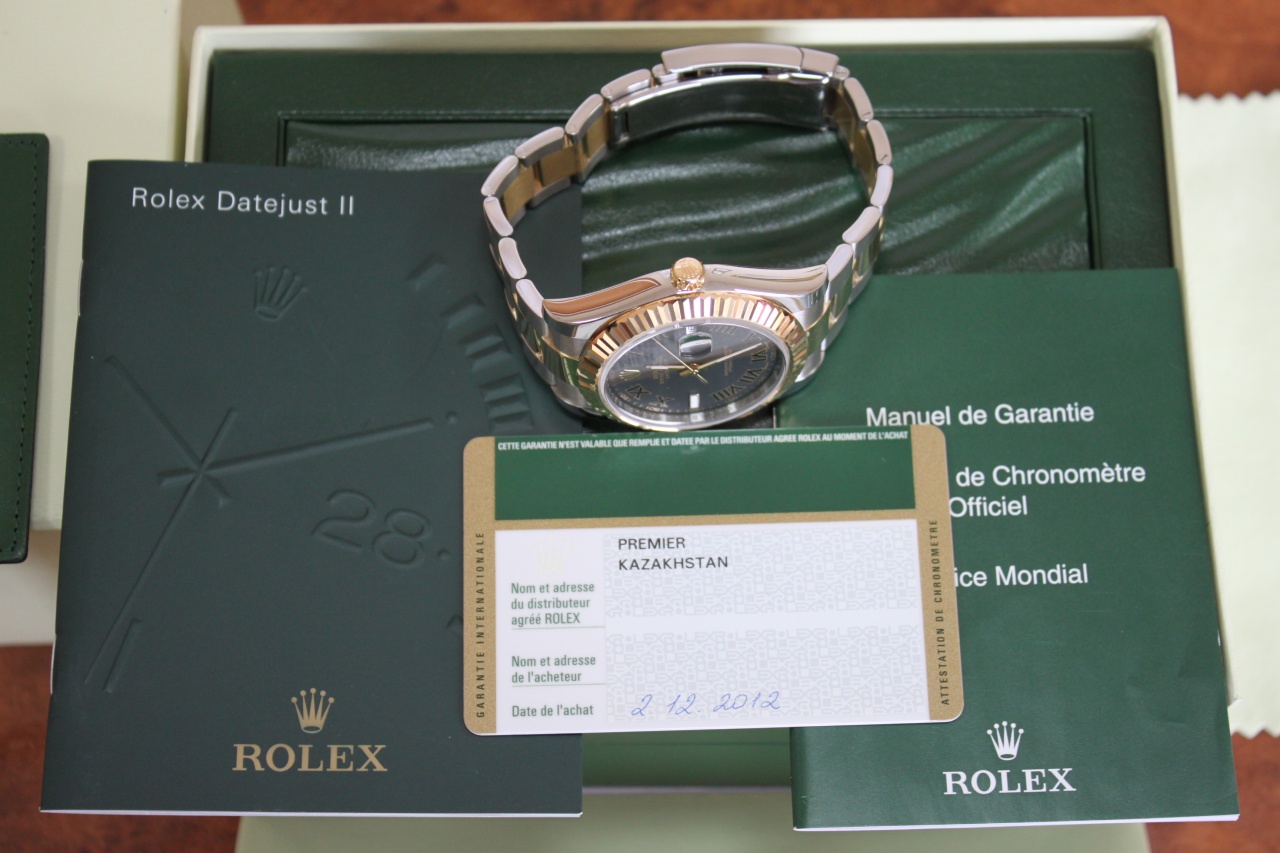 Rolex Datejust II
28
ROLEX
Manuel de Garantie
de Chronomètre
Officiel
ice Mondial
ROLEX
CETTE GARANTIE N'EST VALABLE QUE REMPLIE ET DATEE PAR LE DISTRIBUTEUR AGREE ROLEX AU MOMENT DE L'ACHAT
GARANTIE INTERNATIONALE
PREMIER
KAZAKHSTAN
Nom et adresse
du distributeur
agréé ROLEX
Nom et adresse
de l'acheteur
Date de l'achat
2 12. 2012
ATTESTATION DE CHRONOMETRE